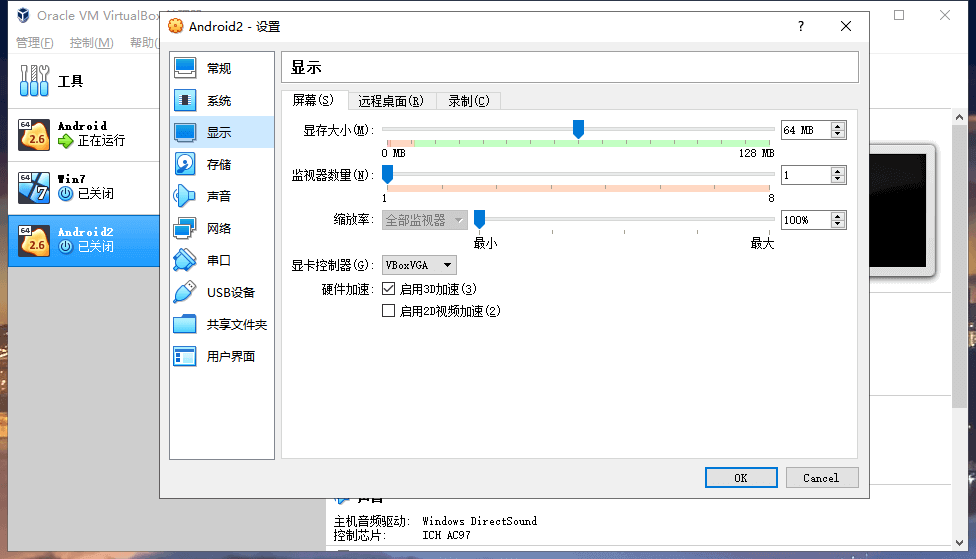 Oracle VM VirtualBox
管理(F) 控制(M) 帮助(
工具
64 2.6 Android
正在运行
64 7 Win7
已关闭
64 2.6 Android2
已关闭
Android2 - 设置
?
常规
系统
显示
存储
声音
网络
串口
USB设备
共享文件夹
用户界面
显示
屏幕(S) 远程桌面(R) 录制(C)
显存大小(M): 64 MB
0 MB 128 MB
监视器数量(N): 1
1 8
缩放率: 全部监视器 100%
最小 最大
显卡控制器(G): VBoxVGA
硬件加速: 启用3D加速(3)
启用2D视频加速(2)
OK Cancel
主机音频驱动: Windows DirectSound
控制芯片: ICH AC97